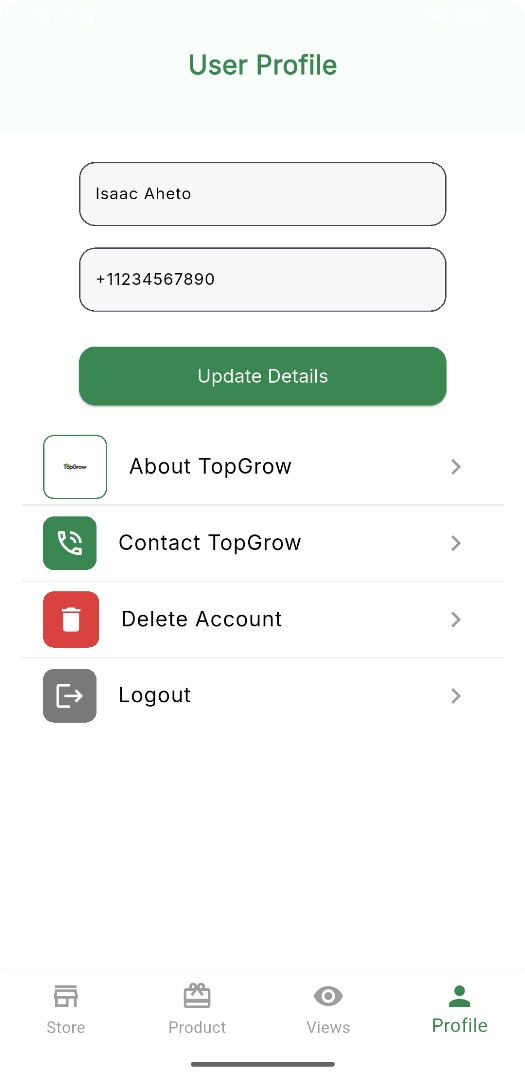 User Profile
Isaac Aheto
+11234567890
Update Details
TopGrow
About TopGrow
Contact TopGrow
Delete Account
Logout
Store
Product
Views
Profile